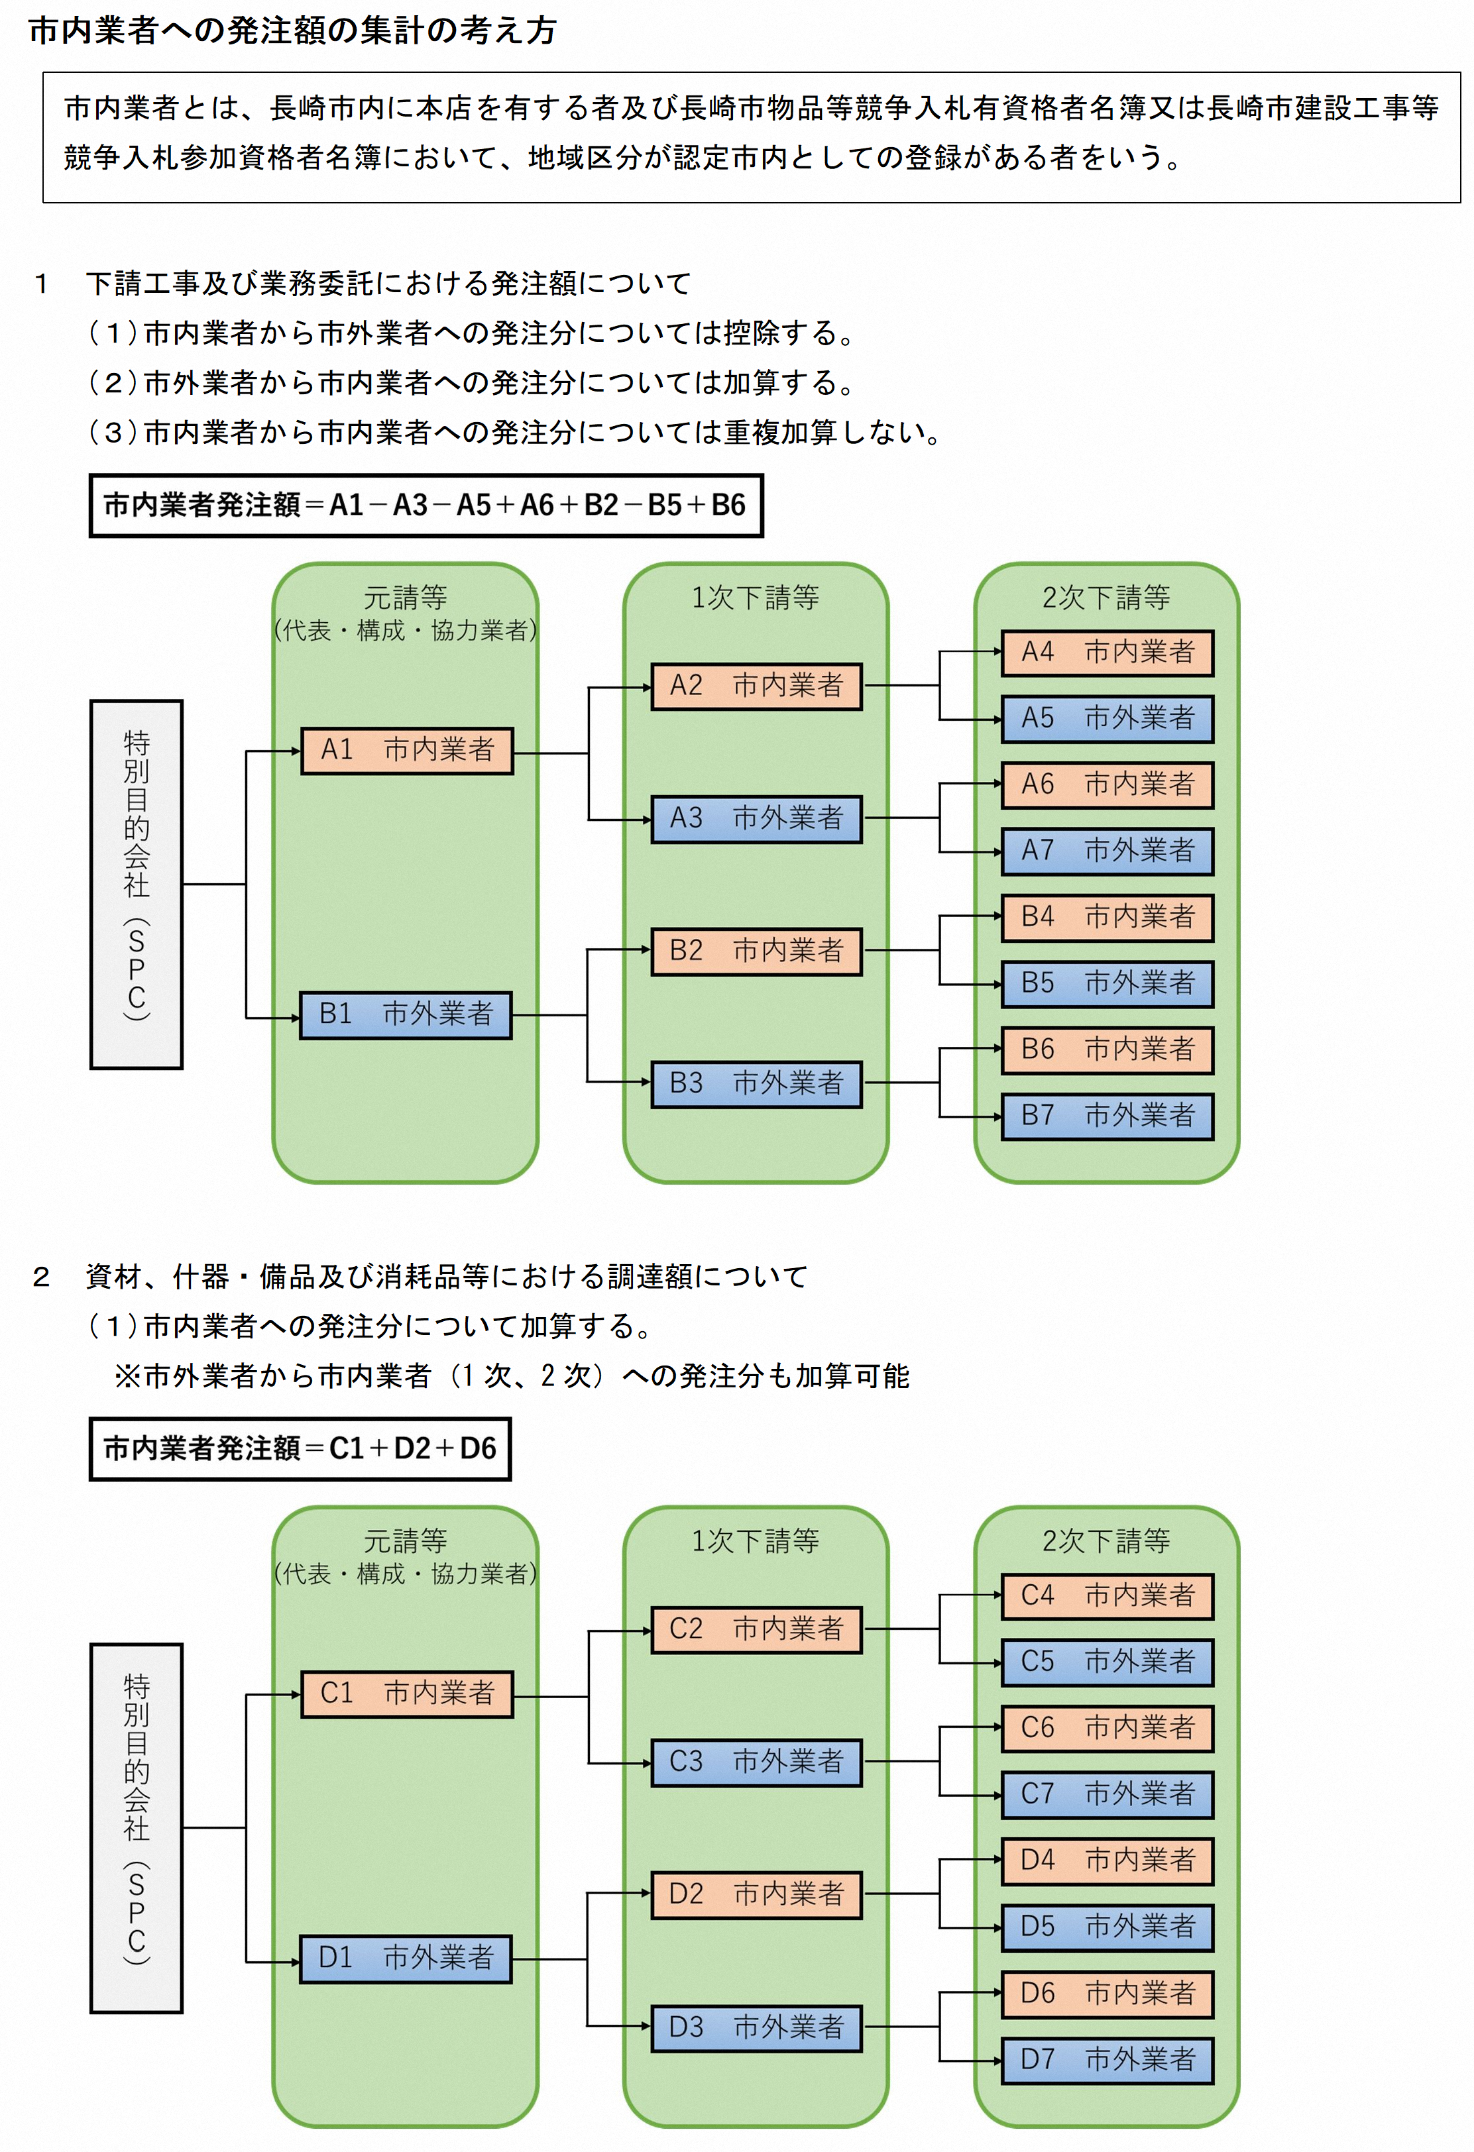 市内業者への発注額の集計の考え方
市内業者とは、長崎市内に本店を有する者及び長崎市物品等競争入札有資格者名簿又は長崎市建設工事等
競争入札参加資格者名簿において、地域区分が認定市内としての登録がある者をいう。
１　下請工事及び業務委託における発注額について
（１）市内業者から市外業者への発注分については控除する。
（２）市外業者から市内業者への発注分については加算する。
（３）市内業者から市内業者への発注分については重複加算しない。
市内業者発注額＝A1－A3－A5＋A6＋B2－B5＋B6
特別目的会社（ＳＰＣ）
元請等
(代表・構成・協力業者)
A1　市内業者
B1　市外業者
1次下請等
A2　市内業者
A3　市外業者
B2　市内業者
B3　市外業者
2次下請等
A4　市内業者
A5　市外業者
A6　市内業者
A7　市外業者
B4　市内業者
B5　市外業者
B6　市内業者
B7　市外業者
２　資材、什器・備品及び消耗品等における調達額について
（１）市内業者への発注分について加算する。
※市外業者から市内業者（1 次、2 次）への発注分も加算可能
市内業者発注額＝C1＋D2＋D6
特別目的会社（ＳＰＣ）
元請等
(代表・構成・協力業者)
C1　市内業者
D1　市外業者
1次下請等
C2　市内業者
C3　市外業者
D2　市内業者
D3　市外業者
2次下請等
C4　市内業者
C5　市外業者
C6　市内業者
C7　市外業者
D4　市内業者
D5　市外業者
D6　市内業者
D7　市外業者